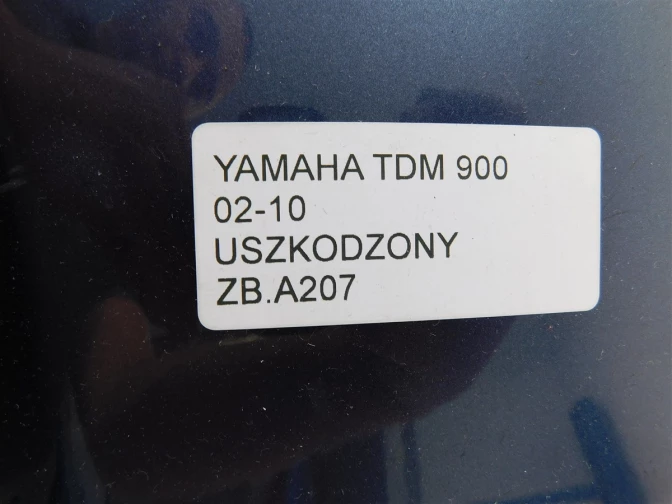 YAMAHA TDM 900
02-10
USZKODZONY
ZB.A207